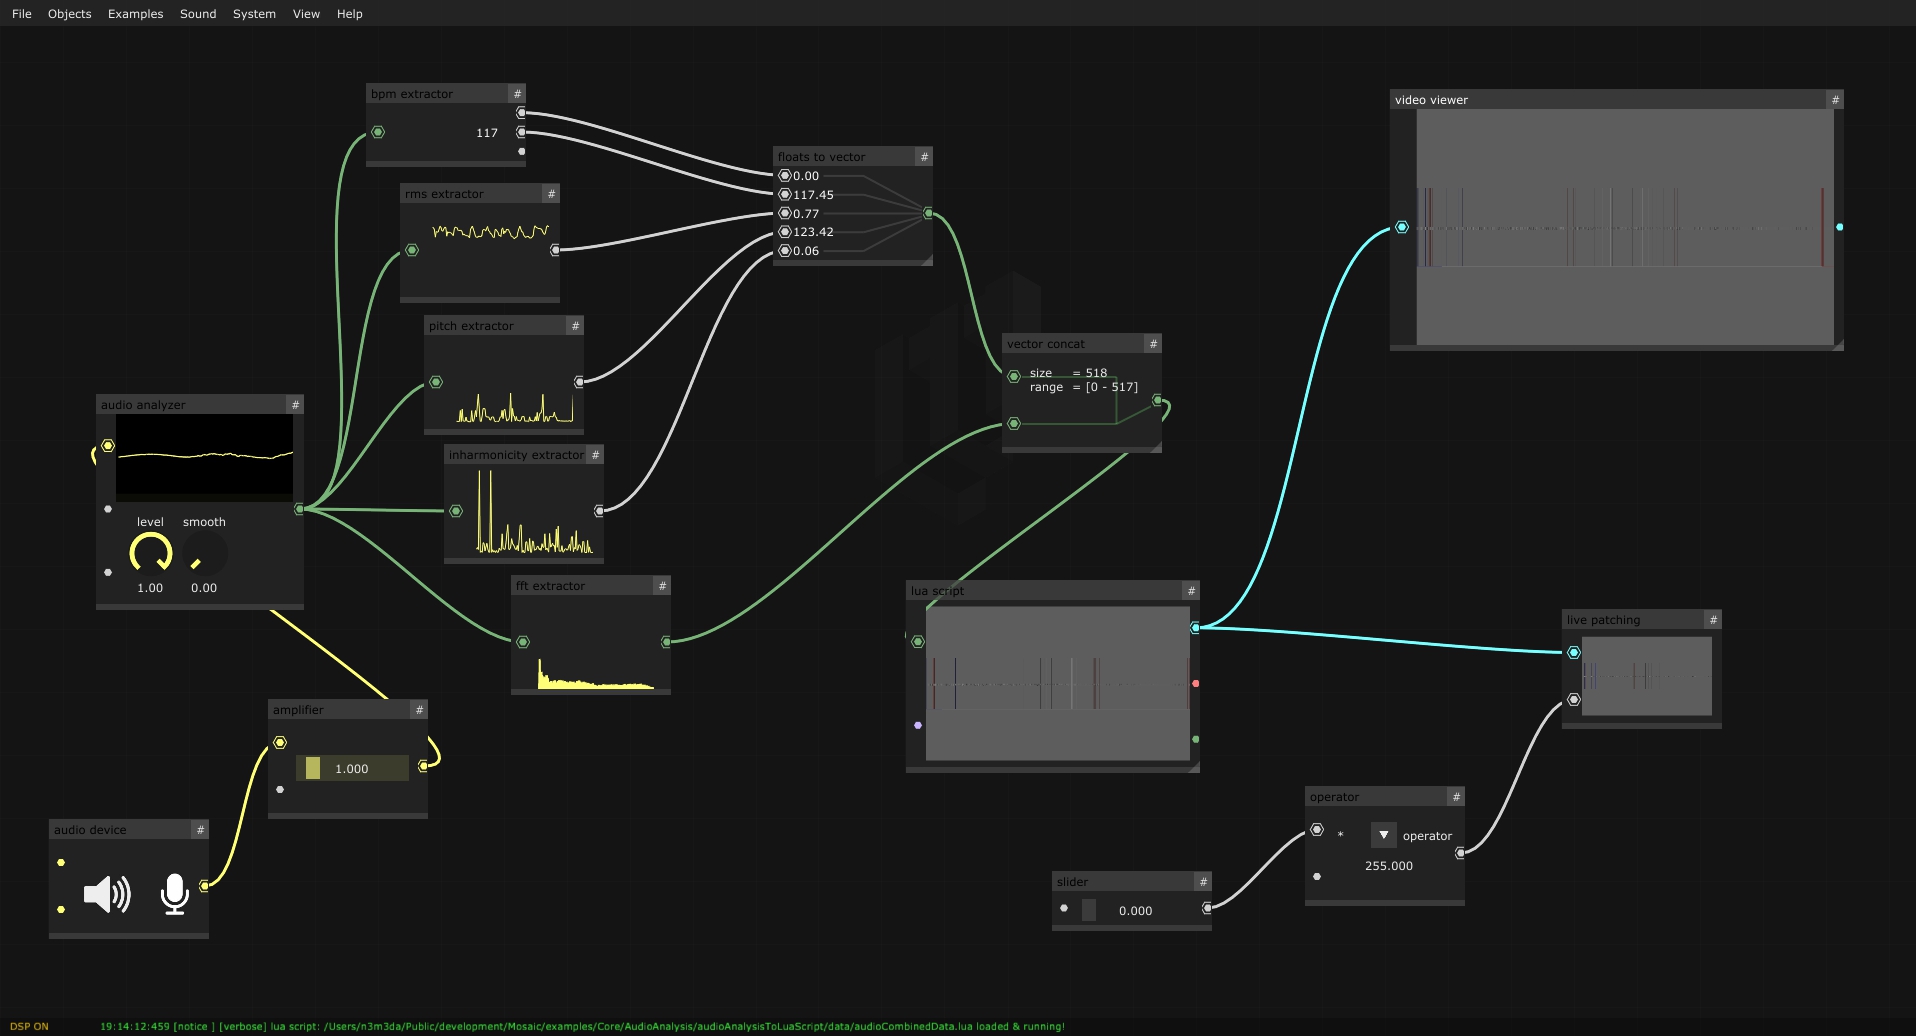 File Objects Examples Sound System View Help
bpm extractor #
117
video viewer #
floats to vector #
0.00
117.45
0.77
123.42
0.06
rms extractor #
pitch extractor #
vector concat #
size = 518
range = [0 - 517]
audio analyzer #
level smooth
1.00 0.00
inharmonicity extractor #
fft extractor #
lua script #
live patching #
amplifier #
1.000
operator #
* ▼ operator
255.000
audio device #
slider #
0.000
DSP ON 19:14:12:459 [notice ] [verbose] lua script: /Users/n3m3da/Public/development/Mosaic/examples/Core/AudioAnalysis/audioAnalysisToLuaScript/data/audioCombinedData.lua loaded & running!